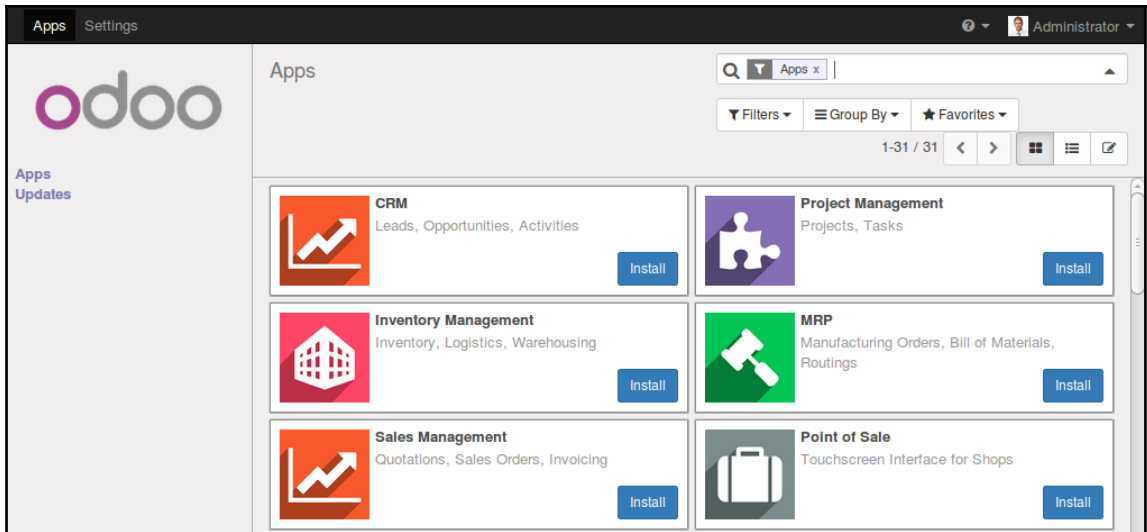 Apps Settings
Administrator
odoo
Apps
Updates
Apps
Apps x
Filters Group By Favorites
1-31 / 31
CRM
Leads, Opportunities, Activities
Install
Project Management
Projects, Tasks
Install
Inventory Management
Inventory, Logistics, Warehousing
Install
MRP
Manufacturing Orders, Bill of Materials,
Routings
Install
Sales Management
Quotations, Sales Orders, Invoicing
Install
Point of Sale
Touchscreen Interface for Shops
Install